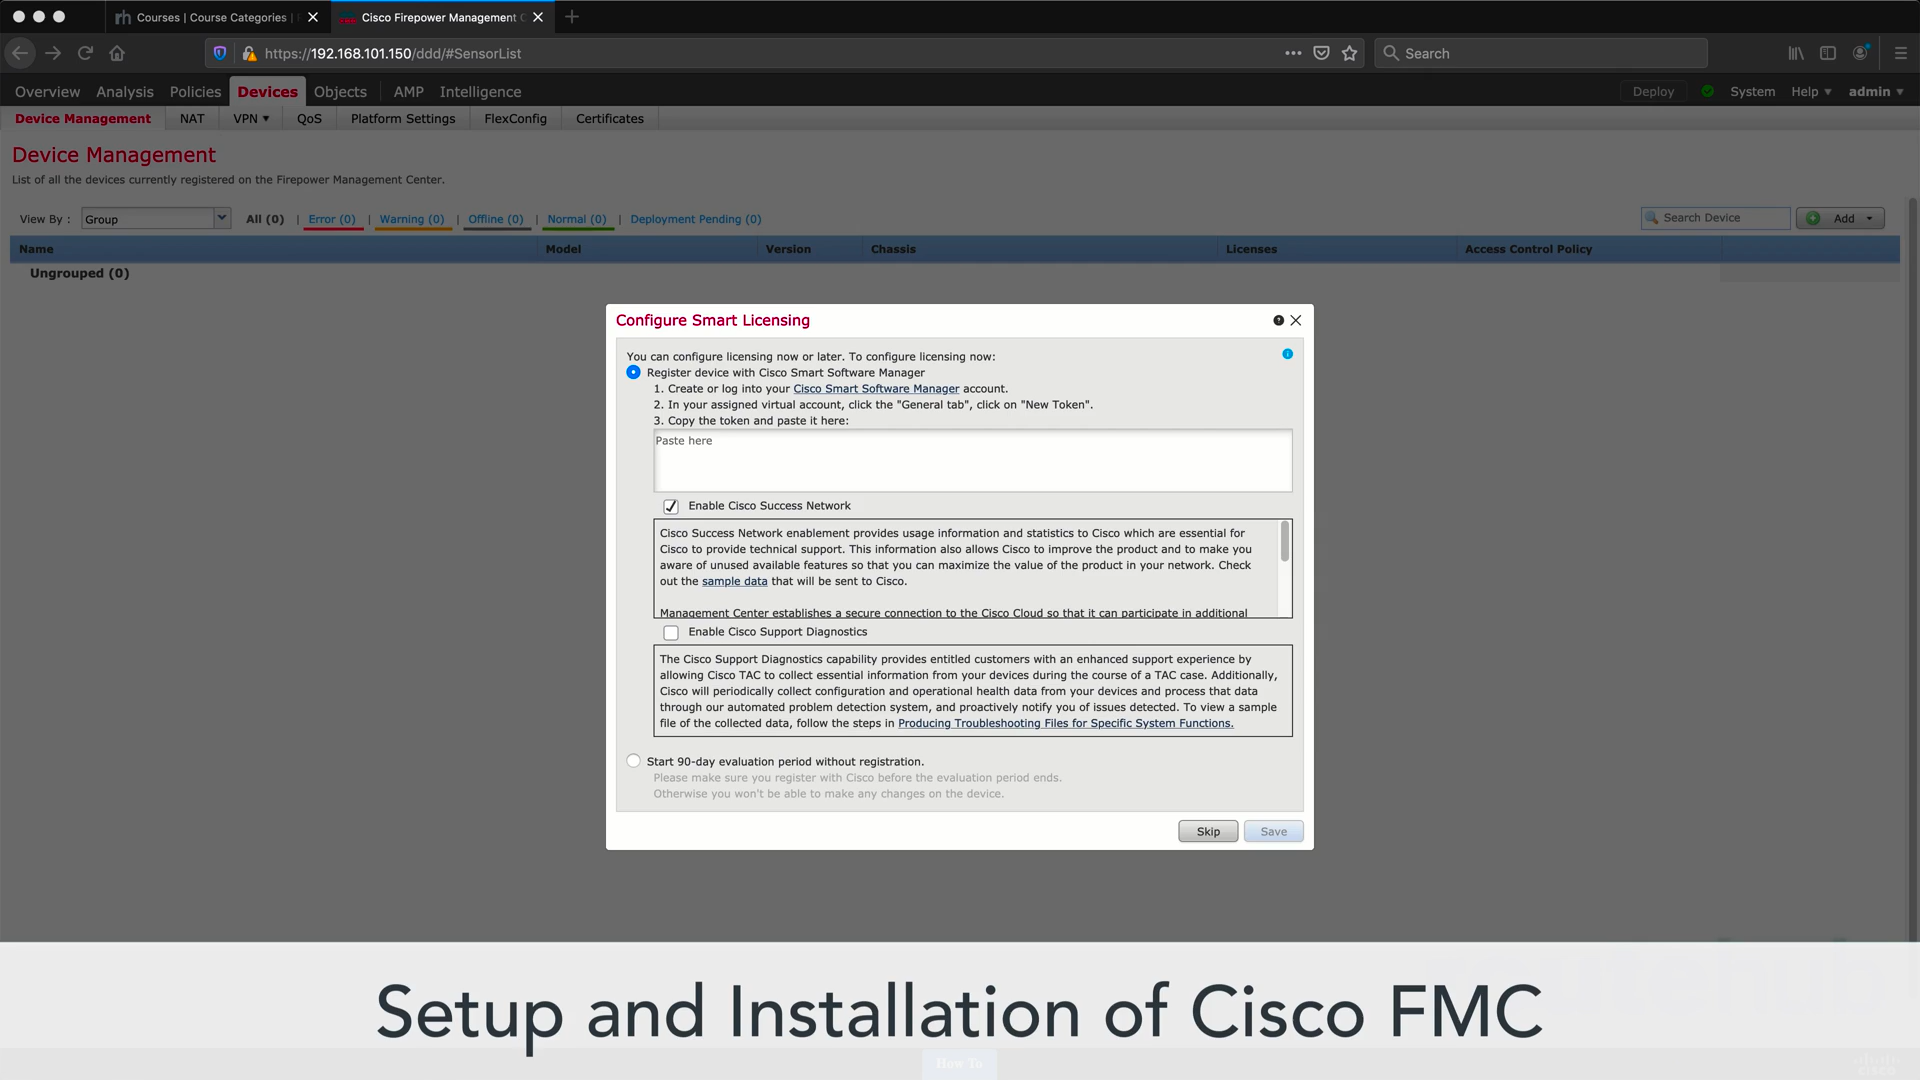 Courses | Course Categories |
Cisco Firepower Management C
https://192.168.101.150/ddd/#SensorList
Search
Overview Analysis Policies Devices Objects AMP Intelligence Deploy System Help admin
Device Management NAT VPN QoS Platform Settings FlexConfig Certificates
Device Management
List of all the devices currently registered on the Firepower Management Center.
View By : Group All (0) | Error (0) | Warning (0) | Offline (0) | Normal (0) | Deployment Pending (0) Search Device Add
Name Model Version Chassis Licenses Access Control Policy
Ungrouped (0)
Configure Smart Licensing
You can configure licensing now or later. To configure licensing now:
Register device with Cisco Smart Software Manager
1. Create or log into your Cisco Smart Software Manager account.
2. In your assigned virtual account, click the "General tab", click on "New Token".
3. Copy the token and paste it here:
Paste here
Enable Cisco Success Network
Cisco Success Network enablement provides usage information and statistics to Cisco which are essential for
Cisco to provide technical support. This information also allows Cisco to improve the product and to make you
aware of unused available features so that you can maximize the value of the product in your network. Check
out the sample data that will be sent to Cisco.
Management Center establishes a secure connection to the Cisco Cloud so that it can participate in additional
Enable Cisco Support Diagnostics
The Cisco Support Diagnostics capability provides entitled customers with an enhanced support experience by
allowing Cisco TAC to collect essential information from your devices during the course of a TAC case. Additionally,
Cisco will periodically collect configuration and operational health data from your devices and process that data
through our automated problem detection system, and proactively notify you of issues detected. To view a sample
file of the collected data, follow the steps in Producing Troubleshooting Files for Specific System Functions.
Start 90-day evaluation period without registration.
Please make sure you register with Cisco before the evaluation period ends.
Otherwise you won't be able to make any changes on the device.
Skip Save
Setup and Installation of Cisco FMC
How To